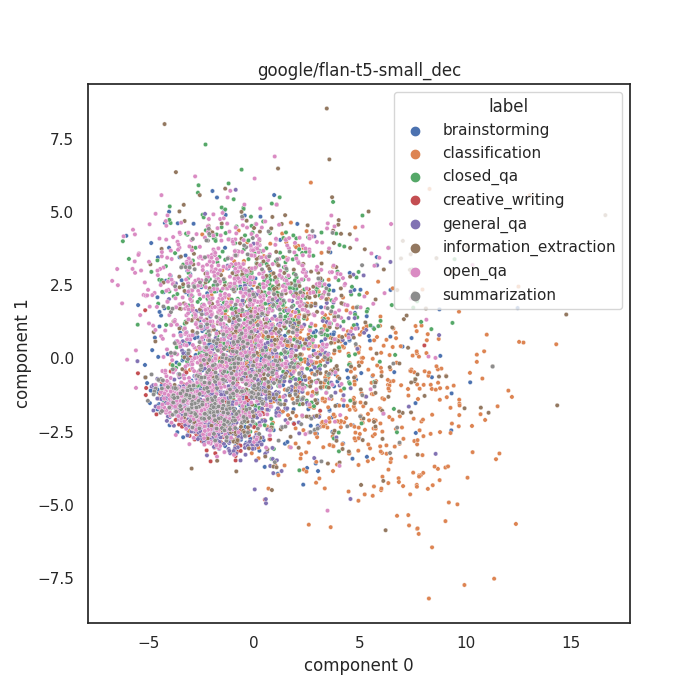 google/flan-t5-small_dec
label
brainstorming
classification
closed_qa
creative_writing
general_qa
information_extraction
open_qa
summarization
7.5
5.0
2.5
0.0
−2.5
−5.0
−7.5
component 1
−5
0
5
10
15
component 0